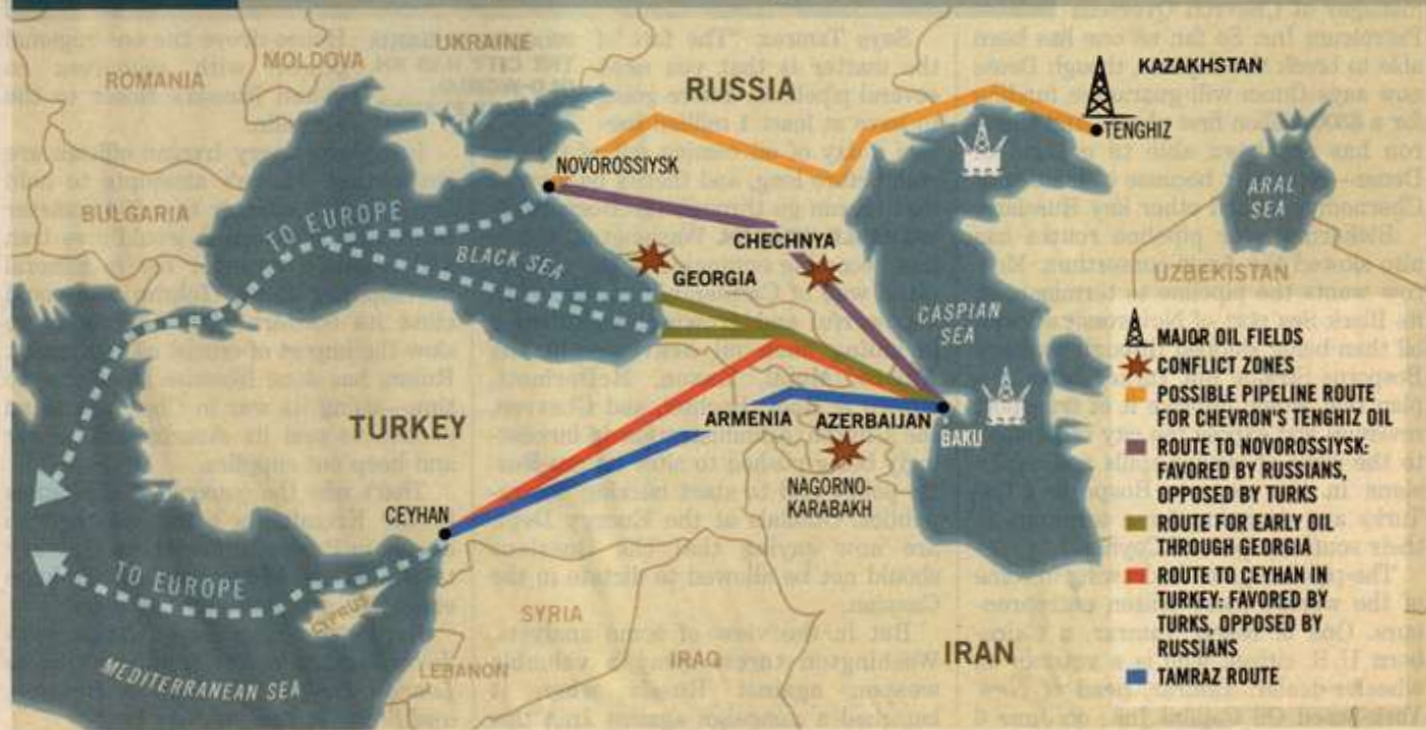 UKRAINE
MOLDOVA
ROMANIA
RUSSIA
KAZAKHSTAN
TENGHIZ
NOVOROSSIYSK
BULGARIA
TO EUROPE
ARAL
SEA
BLACK SEA
CHECHNYA
GEORGIA
UZBEKISTAN
CASPIAN
SEA
MAJOR OIL FIELDS
CONFLICT ZONES
POSSIBLE PIPELINE ROUTE
FOR CHEVRON'S TENGHIZ OIL
ROUTE TO NOVOROSSIYSK:
FAVORED BY RUSSIANS,
OPPOSED BY TURKS
ROUTE FOR EARLY OIL
THROUGH GEORGIA
ROUTE TO CEYHAN IN
TURKEY: FAVORED BY
TURKS, OPPOSED BY
RUSSIANS
TAMRAZ ROUTE
TURKEY
ARMENIA
AZERBAIJAN
BAKU
NAGORNO-
KARABAKH
CEYHAN
TO EUROPE
CYPRUS
SYRIA
LEBANON
IRAQ
IRAN
MEDITERRANEAN SEA